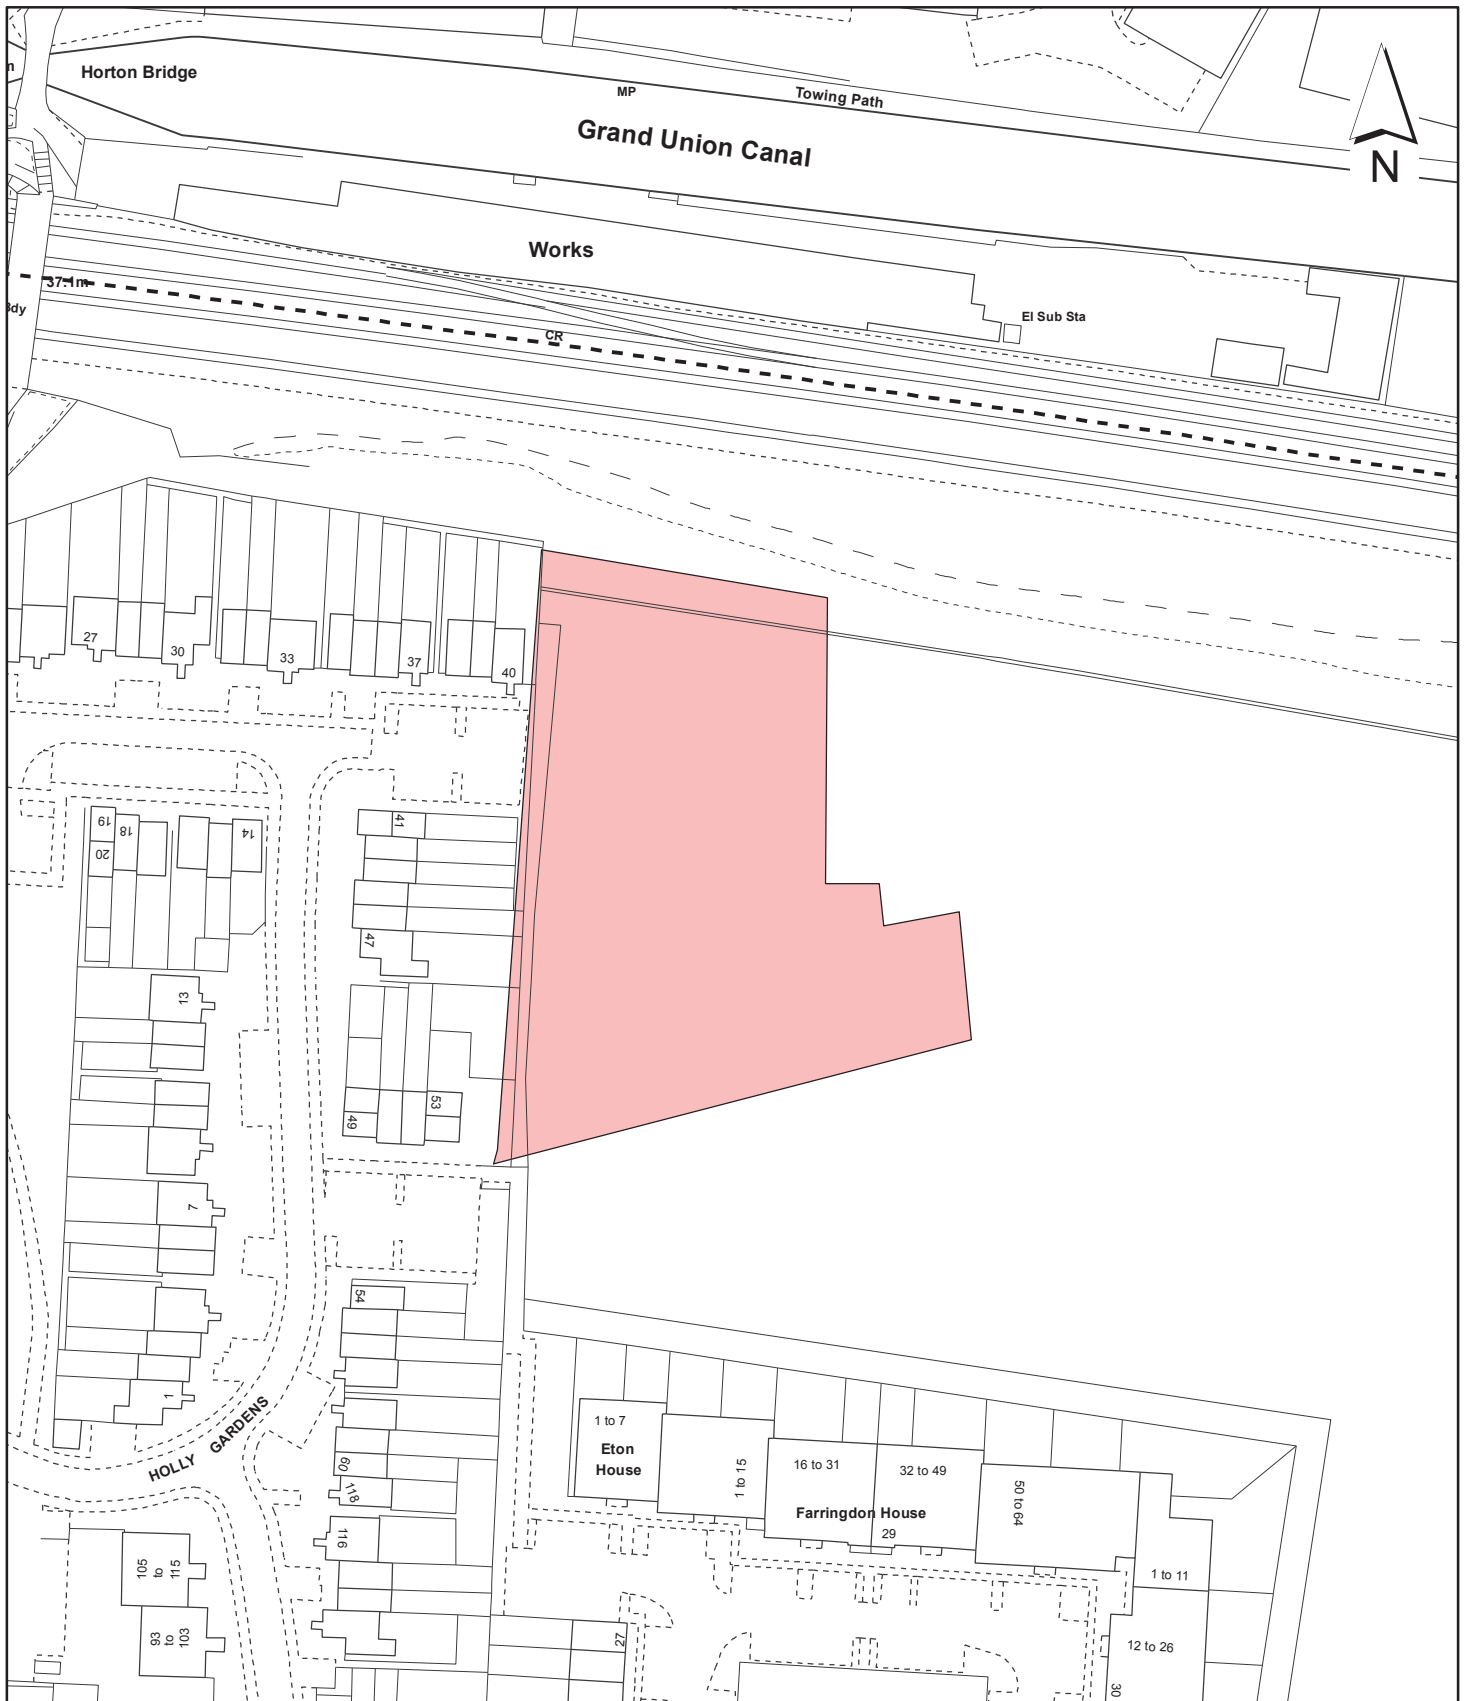 Horton Bridge
MP
Towing Path
Grand Union Canal
N
Works
37.1m
Bdy
CR
El Sub Sta
27
30
33
37
40
19
18
14
20
41
47
13
53
49
7
54
1
HOLLY GARDENS
60
118
116
105
to
115
93
to
103
1 to 7
Eton
House
1 to 15
16 to 31
32 to 49
Farringdon House
29
50 to 64
1 to 11
12 to 26
27
30